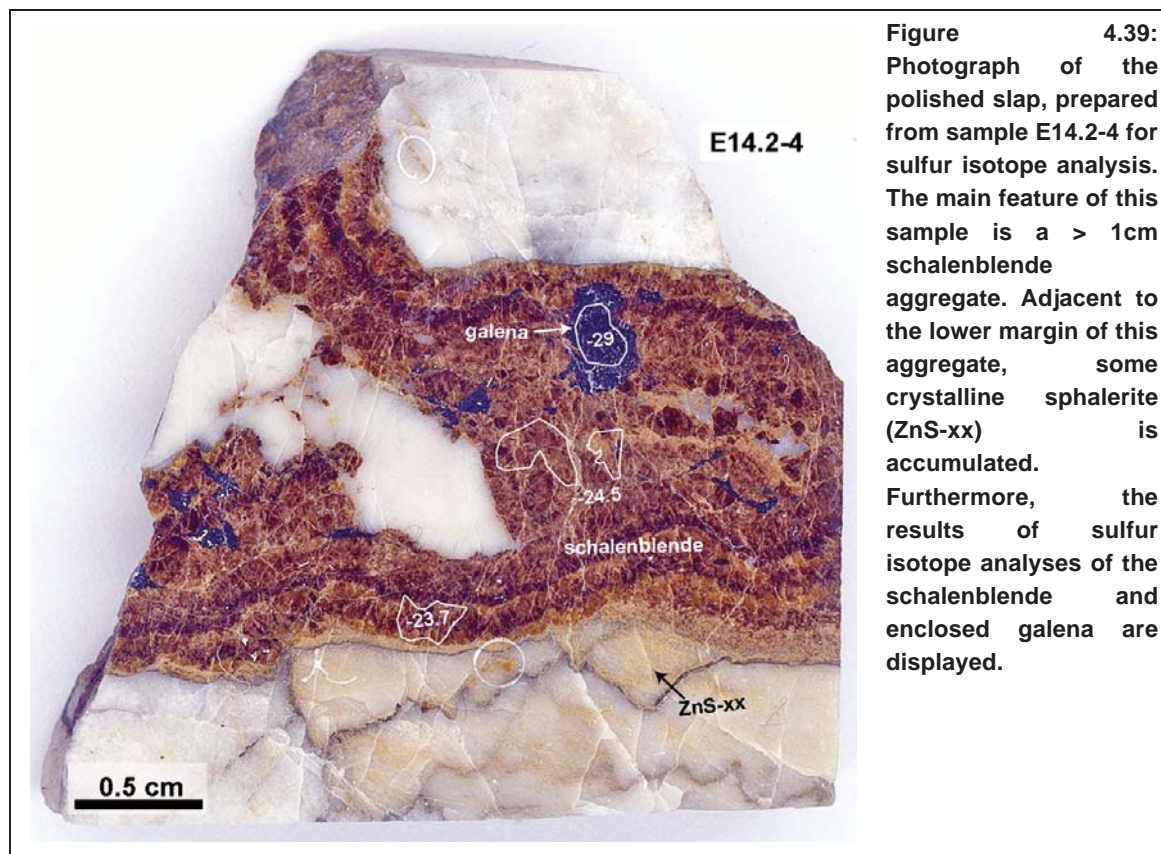 E14.2-4
galena
-29
-24.5
schalenblende
-23.7
ZnS-xx
0.5 cm
Figure 4.39:
Photograph of the
polished slap, prepared
from sample E14.2-4 for
sulfur isotope analysis.
The main feature of this
sample is a > 1cm
schalenblende
aggregate. Adjacent to
the lower margin of this
aggregate, some
crystalline sphalerite
(ZnS-xx) is
accumulated.
Furthermore, the
results of sulfur
isotope analyses of the
schalenblende and
enclosed galena are
displayed.